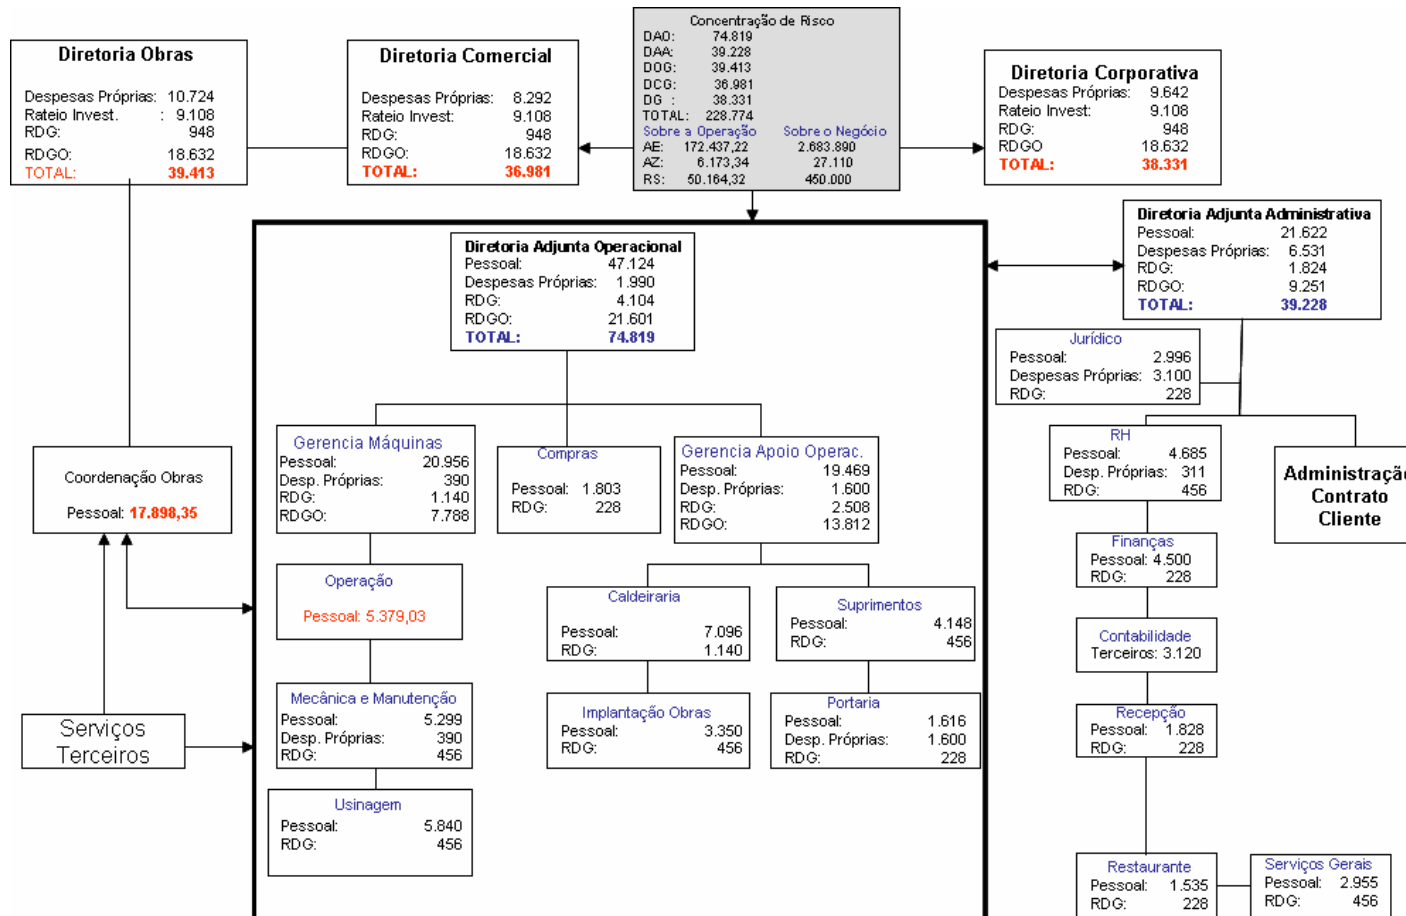 Concentração de Risco
DAO: 74.819
DAA: 39.228
DOG: 39.413
DCG: 36.981
DG : 38.331
TOTAL: 228.774
Sobre a Operação Sobre o Negócio
AE: 172.437,22 2.683.890
AZ: 6.173,34 27.110
RS: 50.164,32 450.000
Diretoria Obras
Despesas Próprias: 10.724
Rateio Invest. : 9.108
RDG: 948
RDGO: 18.632
TOTAL: 39.413
Diretoria Comercial
Despesas Próprias: 8.292
Rateio Invest: 9.108
RDG: 948
RDGO: 18.632
TOTAL: 36.981
Diretoria Corporativa
Despesas Próprias: 9.642
Rateio Invest: 9.108
RDG: 948
RDGO 18.632
TOTAL: 38.331
Diretoria Adjunta Operacional
Pessoal: 47.124
Despesas Próprias: 1.990
RDG: 4.104
RDGO: 21.601
TOTAL: 74.819
Diretoria Adjunta Administrativa
Pessoal: 21.622
Despesas Próprias: 6.531
RDG: 1.824
RDGO: 9.251
TOTAL: 39.228
Jurídico
Pessoal: 2.996
Despesas Próprias: 3.100
RDG: 228
Coordenação Obras
Pessoal: 17.898,35
Gerencia Máquinas
Pessoal: 20.956
Desp. Próprias: 390
RDG: 1.140
RDGO: 7.788
Compras
Pessoal: 1.803
RDG: 228
Gerencia Apoio Operac.
Pessoal: 19.469
Desp. Próprias: 1.600
RDG: 2.508
RDGO: 13.812
RH
Pessoal: 4.685
Desp. Próprias: 311
RDG: 456
Administração
Contrato
Cliente
Operação
Pessoal: 5.379,03
Caldeiraria
Pessoal: 7.096
RDG: 1.140
Suprimentos
Pessoal: 4.148
RDG: 456
Finanças
Pessoal: 4.500
RDG: 228
Contabilidade
Terceiros: 3.120
Serviços
Terceiros
Mecânica e Manutenção
Pessoal: 5.299
Desp. Próprias: 390
RDG: 456
Implantação Obras
Pessoal: 3.350
RDG: 456
Portaria
Pessoal: 1.616
Desp. Próprias: 1.600
RDG: 228
Recepção
Pessoal: 1.828
RDG: 228
Usinagem
Pessoal: 5.840
RDG: 456
Restaurante
Pessoal: 1.535
RDG: 228
Serviços Gerais
Pessoal: 2.955
RDG: 456